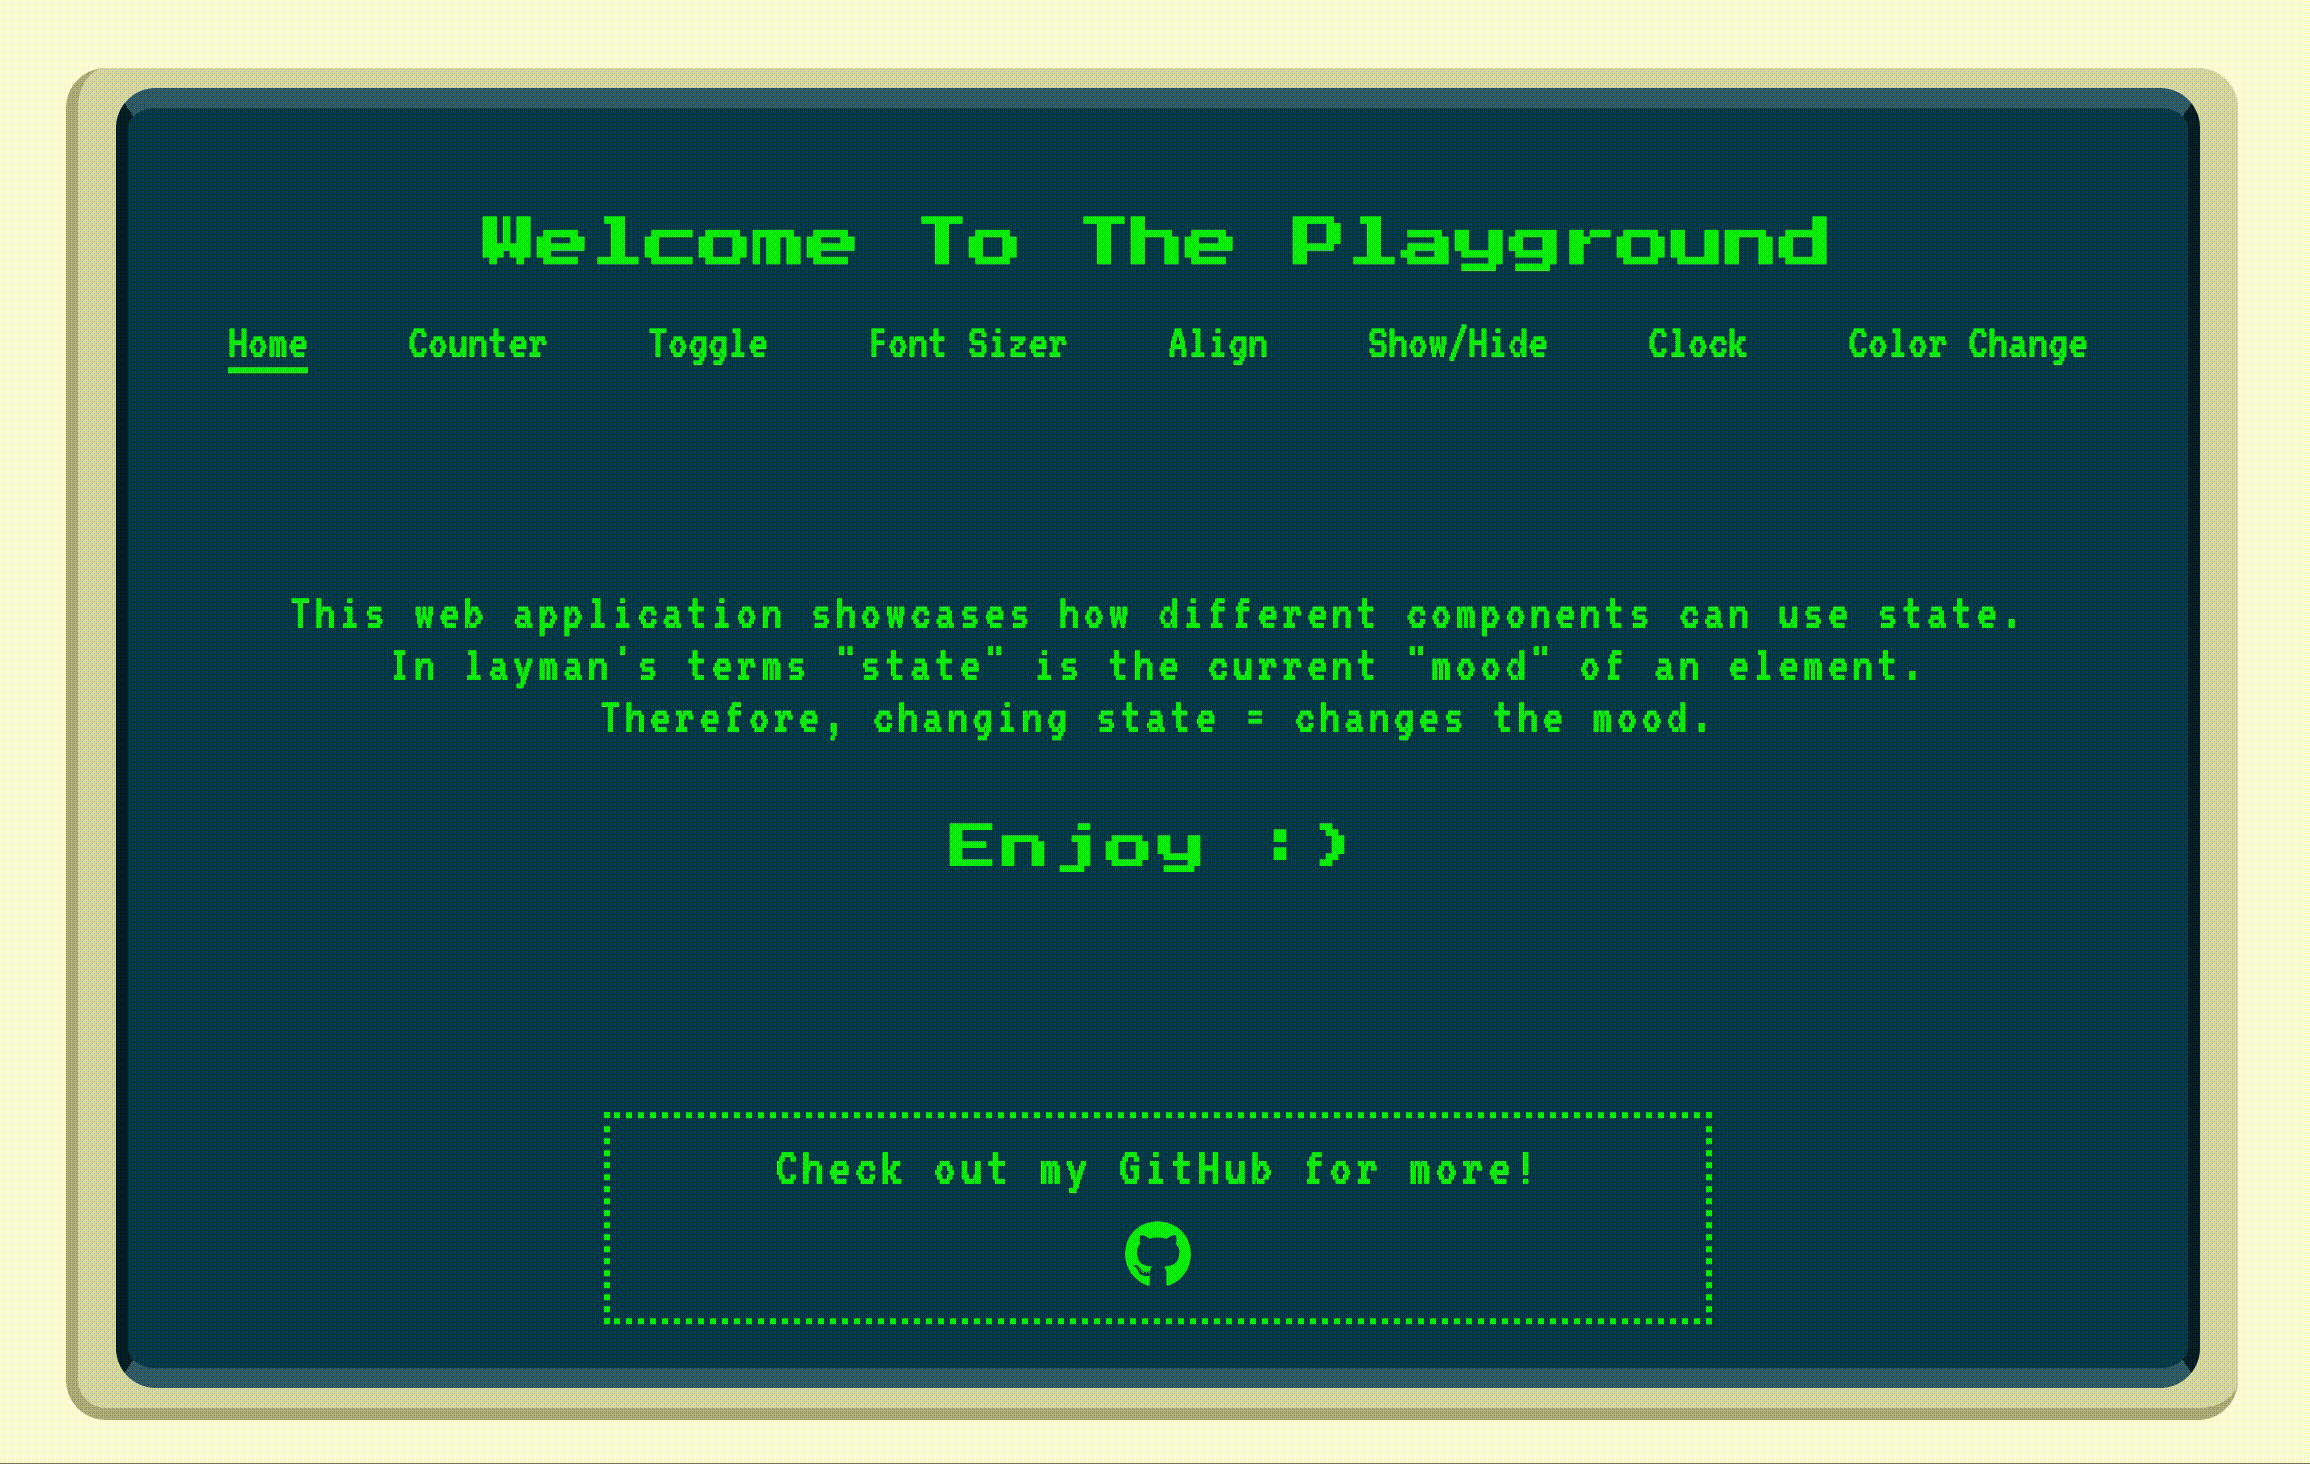 Welcome To The Playground
Home Counter Toggle Font Sizer Align Show/Hide Clock Color Change
This web application showcases how different components can use state.
In layman's terms "state" is the current "mood" of an element.
Therefore, changing state = changes the mood.
Enjoy :)
Check out my GitHub for more!